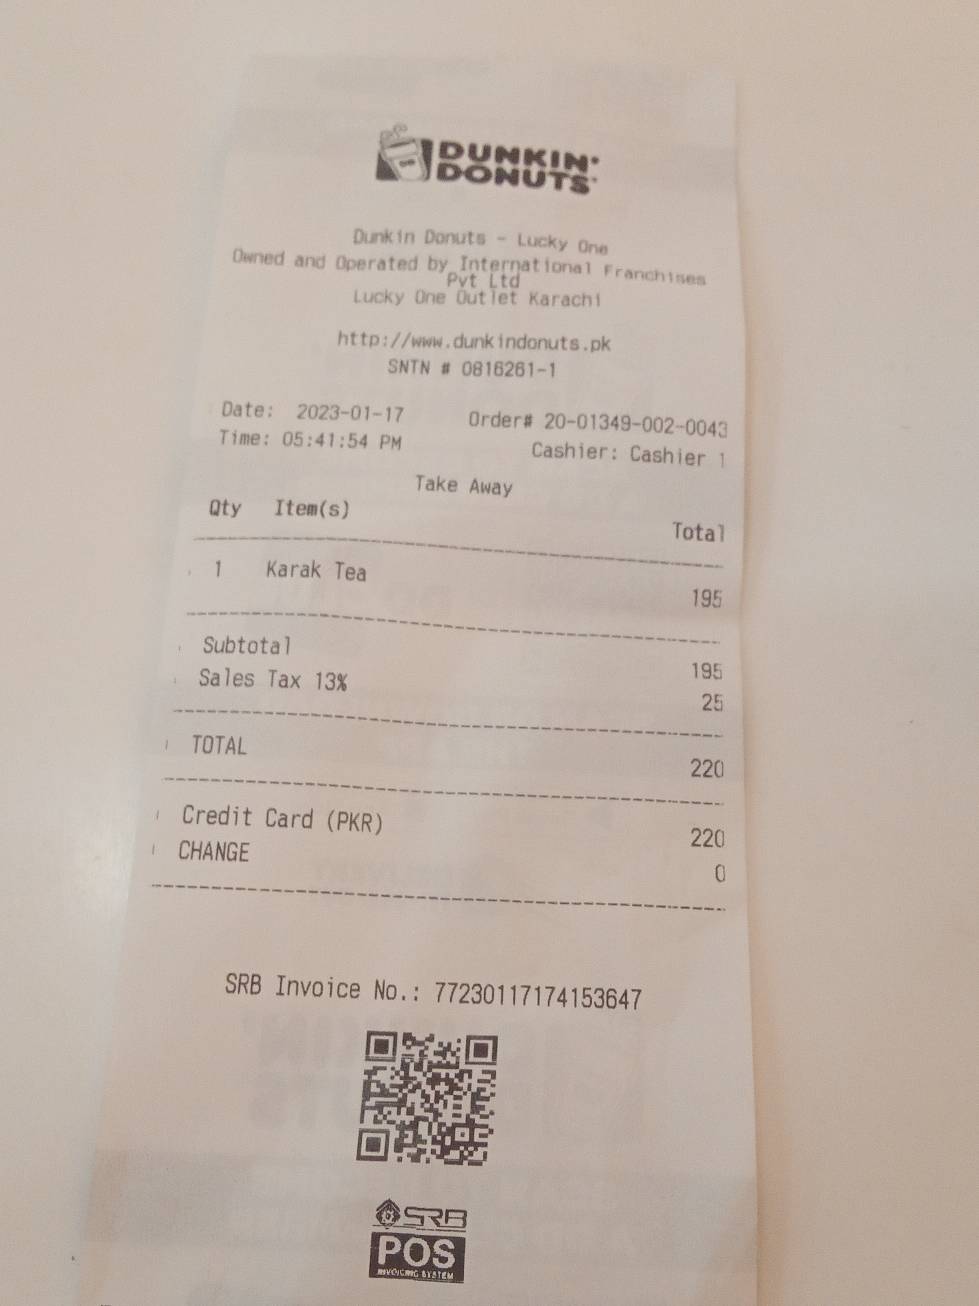 DUNKIN'
DONUTS
Dunkin Donuts - Lucky One
Owned and Operated by International Franchises
Pvt Ltd
Lucky One Outlet Karachi
http://www.dunkindonuts.pk
SNTN # 0816261-1
Date: 2023-01-17 Order# 20-01349-002-0043
Time: 05:41:54 PM Cashier: Cashier 1
Take Away
Qty Item(s) Total
1 Karak Tea 195
Subtotal 195
Sales Tax 13% 25
TOTAL 220
Credit Card (PKR) 220
CHANGE 0
SRB Invoice No.: 77230117174153647
SRB
POS
INVOICING SYSTEM